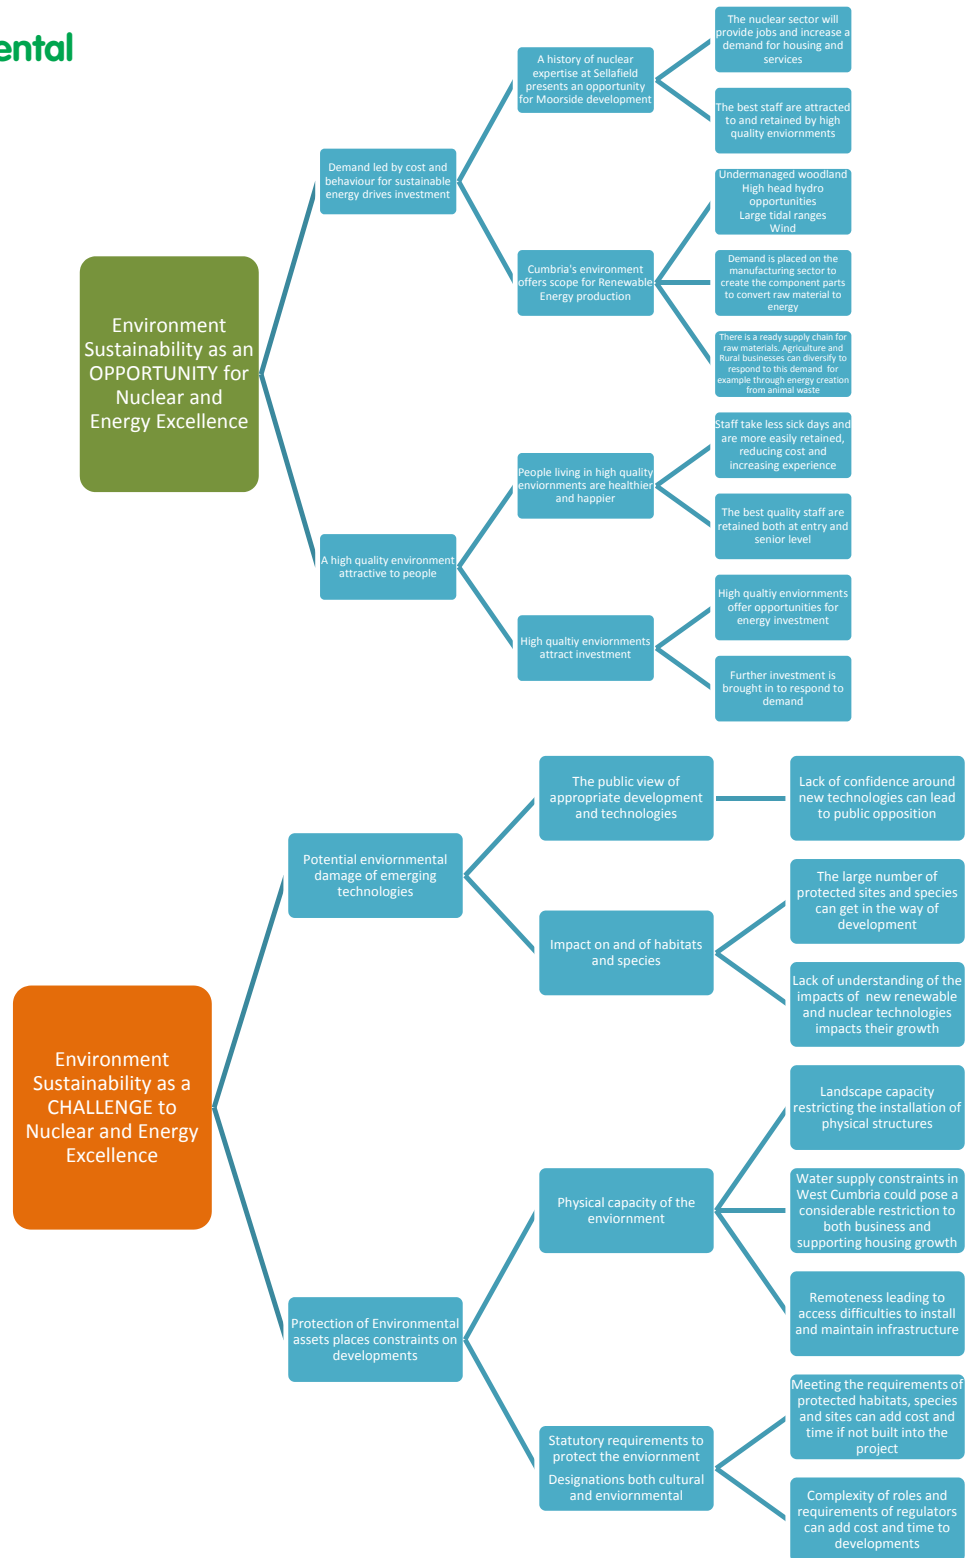 ental
The nuclear sector will
provide jobs and increase a
demand for housing and
services
A history of nuclear
expertise at Sellafield
presents an opportunity
for Moorside development
The best staff are attracted
to and retained by high
quality enviornments
Demand led by cost and
behaviour for sustainable
energy drives investment
Undermanaged woodland
High head hydro
opportunities
Large tidal ranges
Wind
Cumbria's environment
offers scope for Renewable
Energy production
Demand is placed on the
manufacturing sector to
create the component parts
to convert raw material to
energy
There is a ready supply chain for
raw materials. Agriculture and
Rural businesses can diversify to
respond to this demand for
example through energy creation
from animal waste
Environment
Sustainability as an
OPPORTUNITY for
Nuclear and
Energy Excellence
Staff take less sick days and
are more easily retained,
reducing cost and
increasing experience
People living in high quality
enviornments are healthier
and happier
The best quality staff are
retained both at entry and
senior level
A high quality environment
attractive to people
High qualtiy enviornments
offer opportunities for
energy investment
High qualtiy enviornments
attract investment
Further investment is
brought in to respond to
demand
The public view of
appropriate development
and technologies
Lack of confidence around
new technologies can lead
to public opposition
Potential enviornmental
damage of emerging
technologies
The large number of
protected sites and species
can get in the way of
development
Impact on and of habitats
and species
Lack of understanding of the
impacts of new renewable
and nuclear technologies
impacts their growth
Environment
Sustainability as a
CHALLENGE to
Nuclear and Energy
Excellence
Landscape capacity
restricting the installation of
physical structures
Physical capacity of the
enviornment
Water supply constraints in
West Cumbria could pose a
considerable restriction to
both business and
supporting housing growth
Remoteness leading to
access difficulties to install
and maintain infrastructure
Protection of Environmental
assets places constraints on
developments
Meeting the requirements of
protected habitats, species
and sites can add cost and
time if not built into the
project
Statutory requirements to
protect the enviornment
Designations both cultural
and enviornmental
Complexity of roles and
requirements of regulators
can add cost and time to
developments